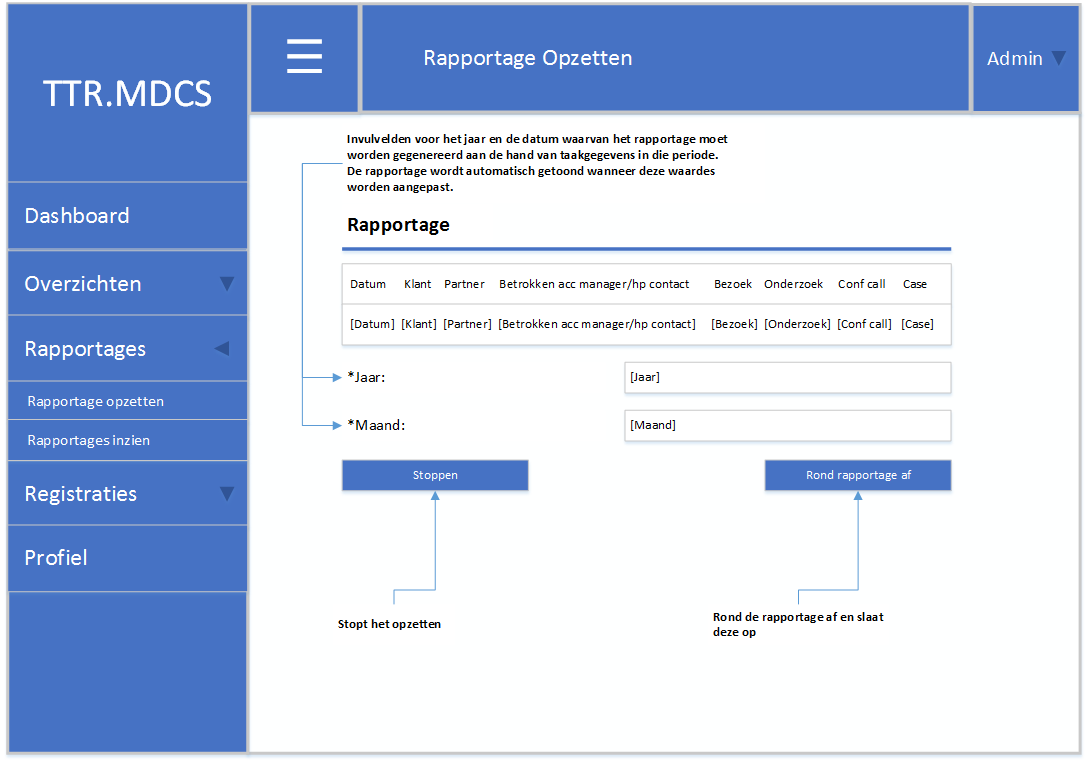 TTR.MDCS
Rapportage Opzetten
Admin
Dashboard
Overzichten
Rapportages
Rapportage opzetten
Rapportages inzien
Registraties
Profiel
Invulvelden voor het jaar en de datum waarvan het rapportage moet
worden gegenereerd aan de hand van taakgegevens in die periode.
De rapportage wordt automatisch getoond wanneer deze waardes
worden aangepast.
Rapportage
Datum Klant Partner Betrokken acc manager/hp contact Bezoek Onderzoek Conf call Case
[Datum] [Klant] [Partner] [Betrokken acc manager/hp contact] [Bezoek] [Onderzoek] [Conf call] [Case]
*Jaar: [Jaar]
*Maand: [Maand]
Stoppen Rond rapportage af
Stopt het opzetten
Rond de rapportage af en slaat
deze op